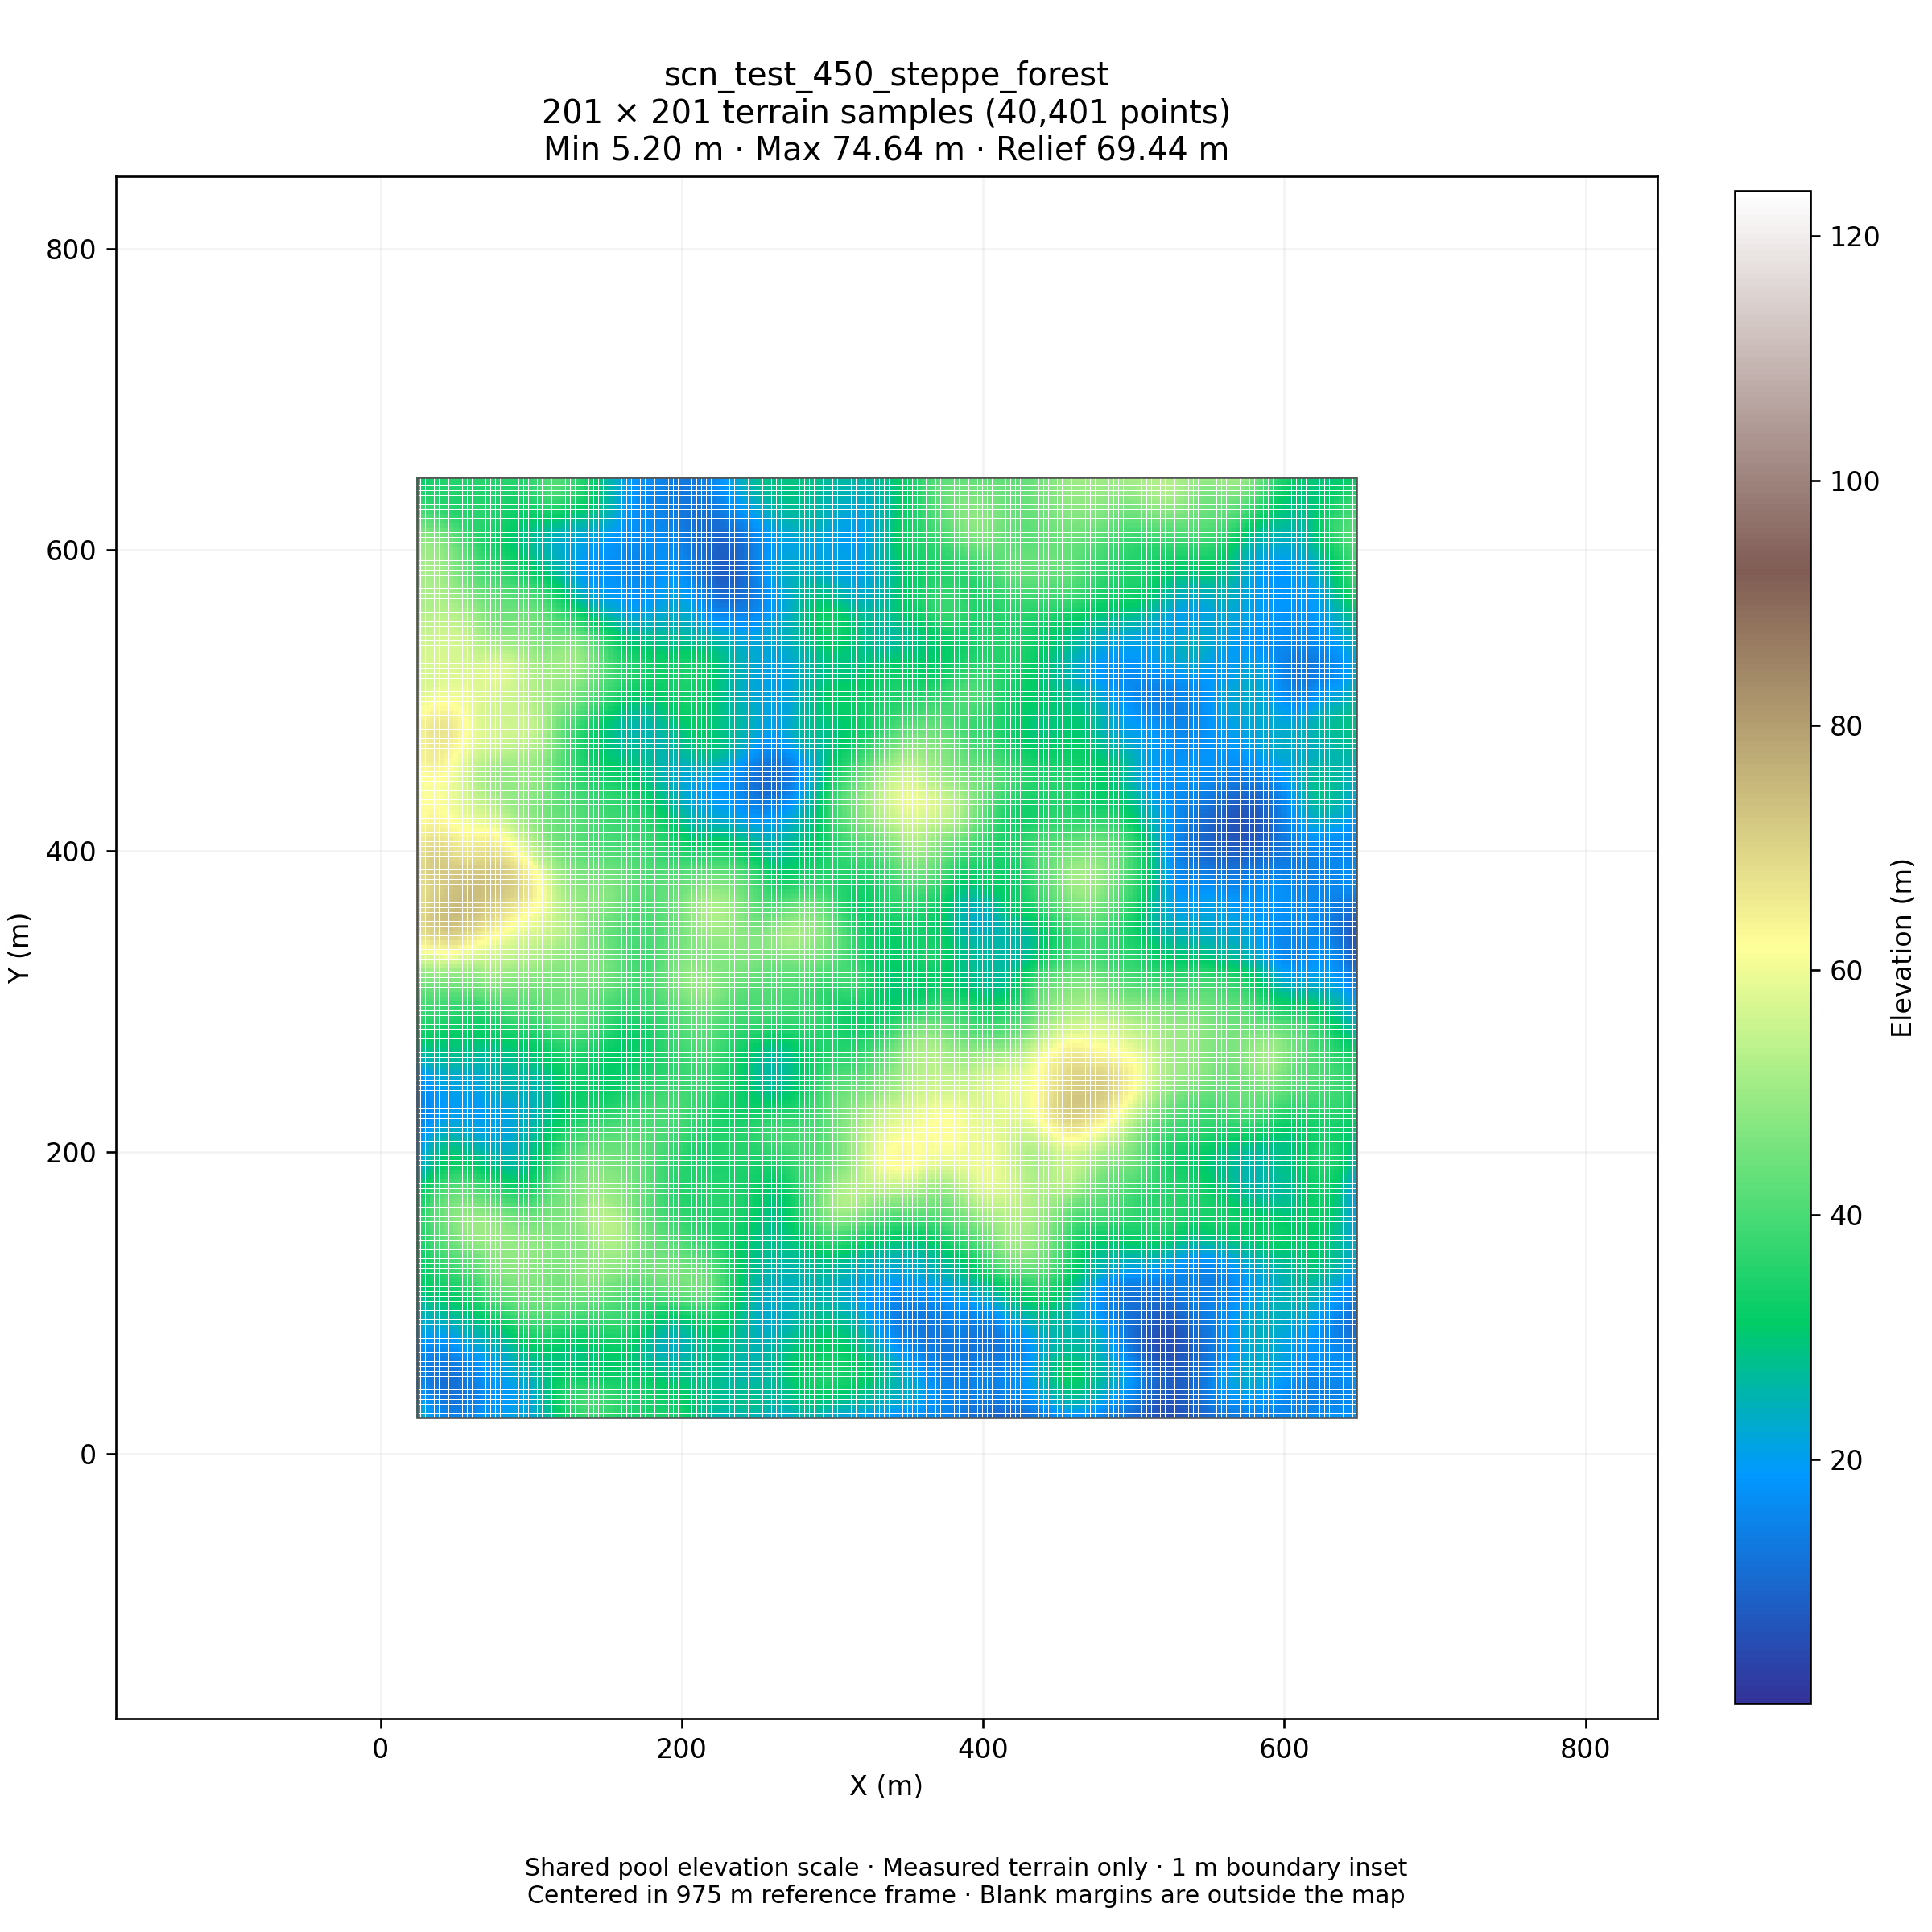 scn_test_450_steppe_forest
201 × 201 terrain samples (40,401 points)
Min 5.20 m · Max 74.64 m · Relief 69.44 m
800
600
400
200
0
Y (m)
0
200
400
600
800
X (m)
120
100
80
60
40
20
Elevation (m)
Shared pool elevation scale · Measured terrain only · 1 m boundary inset
Centered in 975 m reference frame · Blank margins are outside the map